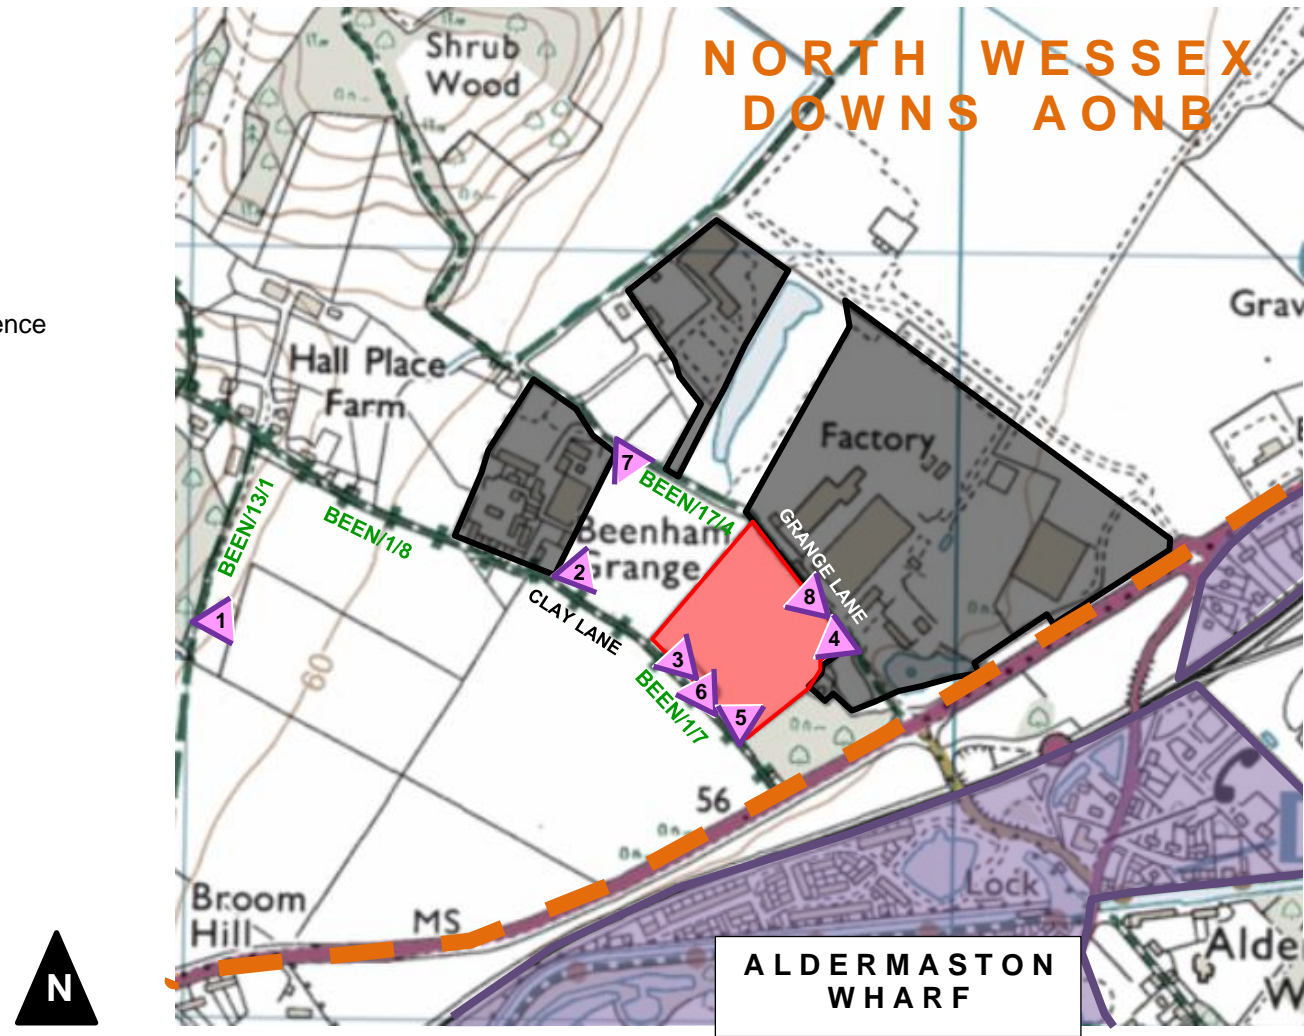 NORTH WESSEX
DOWNS AONB
Shrub
Wood
ence
Grav
Hall Place
Farm
Factory
7
BEEN/17/4
BEEN/13/1
BEEN/1/8
GRANGE LANE
Beenham
Grange
2
CLAY LANE
8
1
4
3
6
BEEN/1/7
5
60
56
Lock
Broom
Hill
MS
ALDERMASTON
WHARF
Alde
W
N